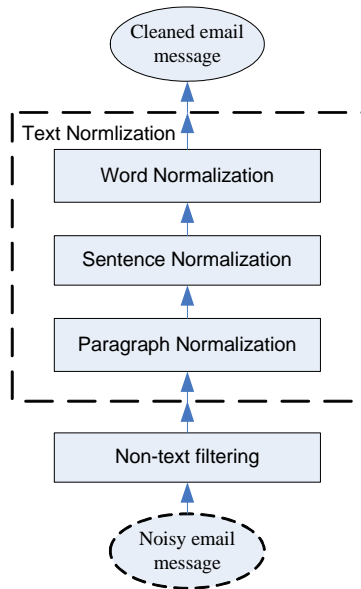 Cleaned email
message
Text Normlization
Word Normalization
Sentence Normalization
Paragraph Normalization
Non-text filtering
Noisy email
message